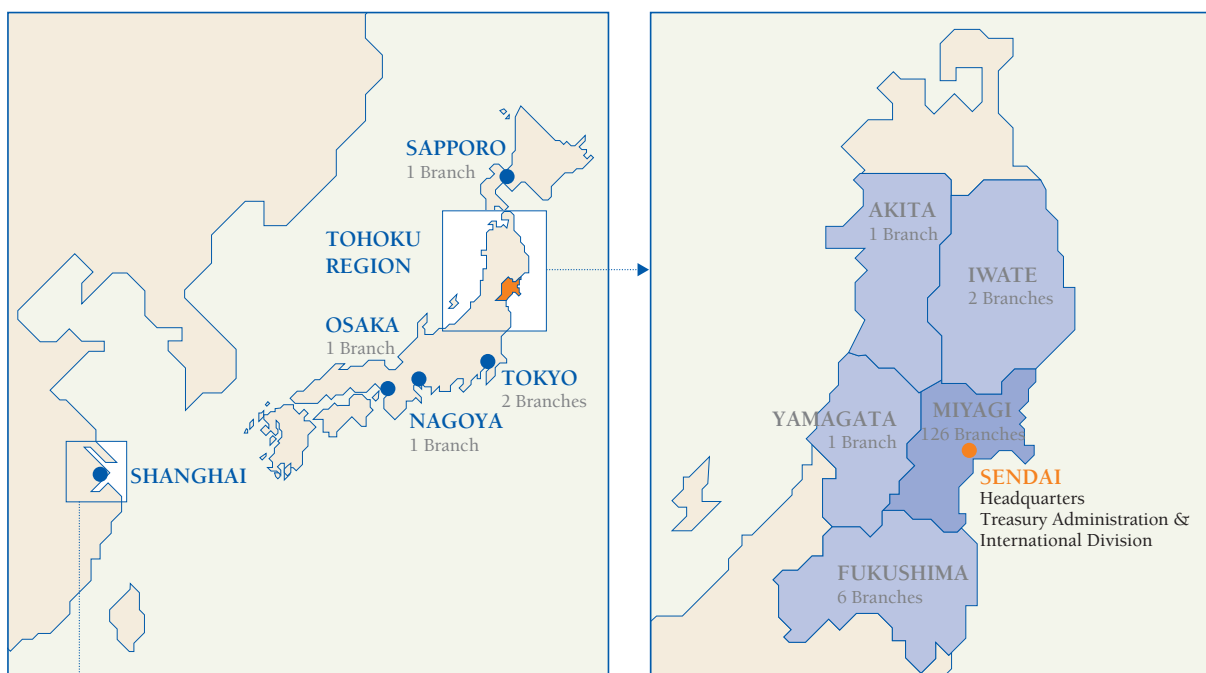 SAPPORO
1 Branch
TOHOKU
REGION
OSAKA
1 Branch
TOKYO
2 Branches
NAGOYA
1 Branch
SHANGHAI
AKITA
1 Branch
IWATE
2 Branches
YAMAGATA
1 Branch
MIYAGI
126 Branches
SENDAI
Headquarters
Treasury Administration &
International Division
FUKUSHIMA
6 Branches